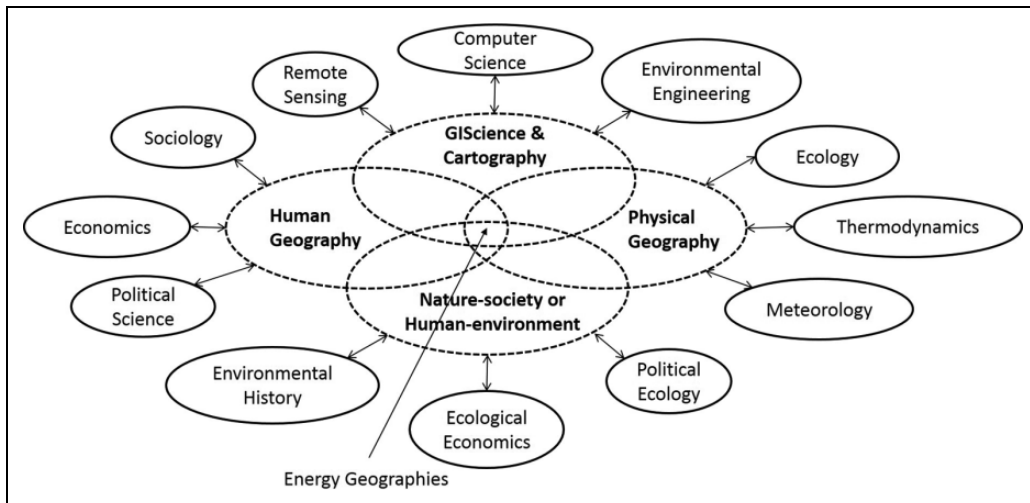 Computer
Science
Remote
Sensing
Environmental
Engineering
Sociology
GIScience &
Cartography
Ecology
Economics
Human
Geography
Physical
Geography
Thermodynamics
Political
Science
Nature-society or
Human-environment
Meteorology
Environmental
History
Ecological
Economics
Political
Ecology
Energy Geographies